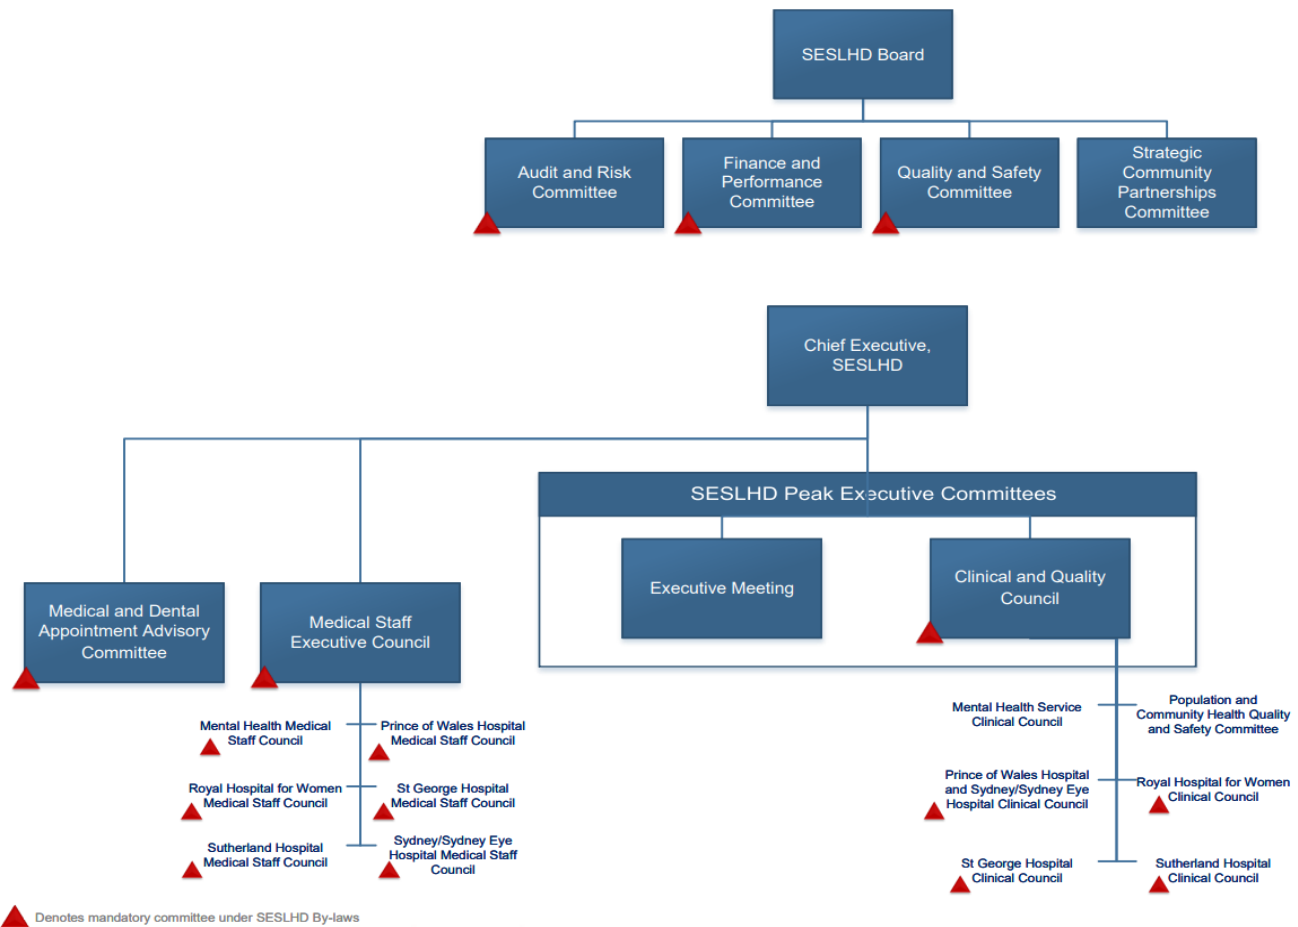 SESLHD Board
Audit and Risk
Committee
Finance and
Performance
Committee
Quality and Safety
Committee
Strategic
Community
Partnerships
Committee
Chief Executive,
SESLHD
SESLHD Peak Executive Committees
Executive Meeting
Clinical and Quality
Council
Medical and Dental
Appointment Advisory
Committee
Medical Staff
Executive Council
Mental Health Medical
Staff Council
Prince of Wales Hospital
Medical Staff Council
Royal Hospital for Women
Medical Staff Council
St George Hospital
Medical Staff Council
Sutherland Hospital
Medical Staff Council
Sydney/Sydney Eye
Hospital Medical Staff
Council
Mental Health Service
Clinical Council
Population and
Community Health Quality
and Safety Committee
Prince of Wales Hospital
and Sydney/Sydney Eye
Hospital Clinical Council
Royal Hospital for Women
Clinical Council
St George Hospital
Clinical Council
Sutherland Hospital
Clinical Council
Denotes mandatory committee under SESLHD By-laws